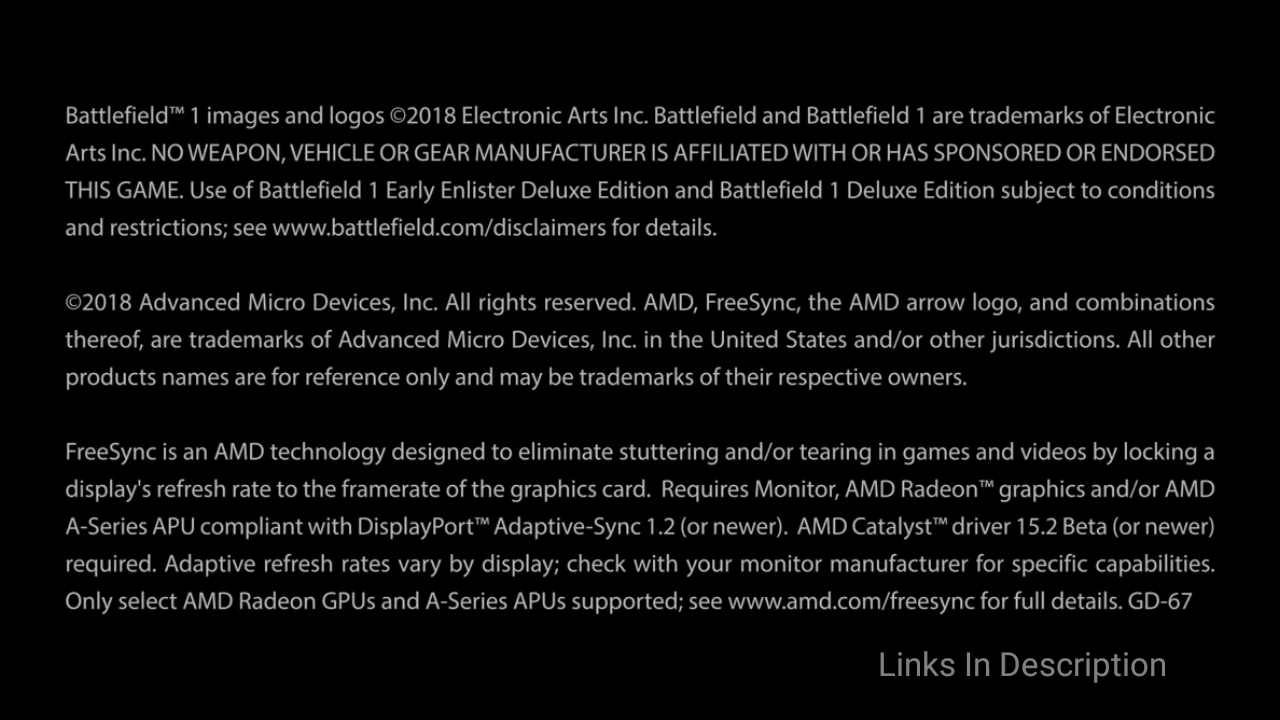 Battlefield™ 1 images and logos ©2018 Electronic Arts Inc. Battlefield and Battlefield 1 are trademarks of Electronic
Arts Inc. NO WEAPON, VEHICLE OR GEAR MANUFACTURER IS AFFILIATED WITH OR HAS SPONSORED OR ENDORSED
THIS GAME. Use of Battlefield 1 Early Enlister Deluxe Edition and Battlefield 1 Deluxe Edition subject to conditions
and restrictions; see www.battlefield.com/disclaimers for details.
©2018 Advanced Micro Devices, Inc. All rights reserved. AMD, FreeSync, the AMD arrow logo, and combinations
thereof, are trademarks of Advanced Micro Devices, Inc. in the United States and/or other jurisdictions. All other
products names are for reference only and may be trademarks of their respective owners.
FreeSync is an AMD technology designed to eliminate stuttering and/or tearing in games and videos by locking a
display's refresh rate to the framerate of the graphics card. Requires Monitor, AMD Radeon™ graphics and/or AMD
A-Series APU compliant with DisplayPort™ Adaptive-Sync 1.2 (or newer). AMD Catalyst™ driver 15.2 Beta (or newer)
required. Adaptive refresh rates vary by display; check with your monitor manufacturer for specific capabilities.
Only select AMD Radeon GPUs and A-Series APUs supported; see www.amd.com/freesync for full details. GD-67
Links In Description